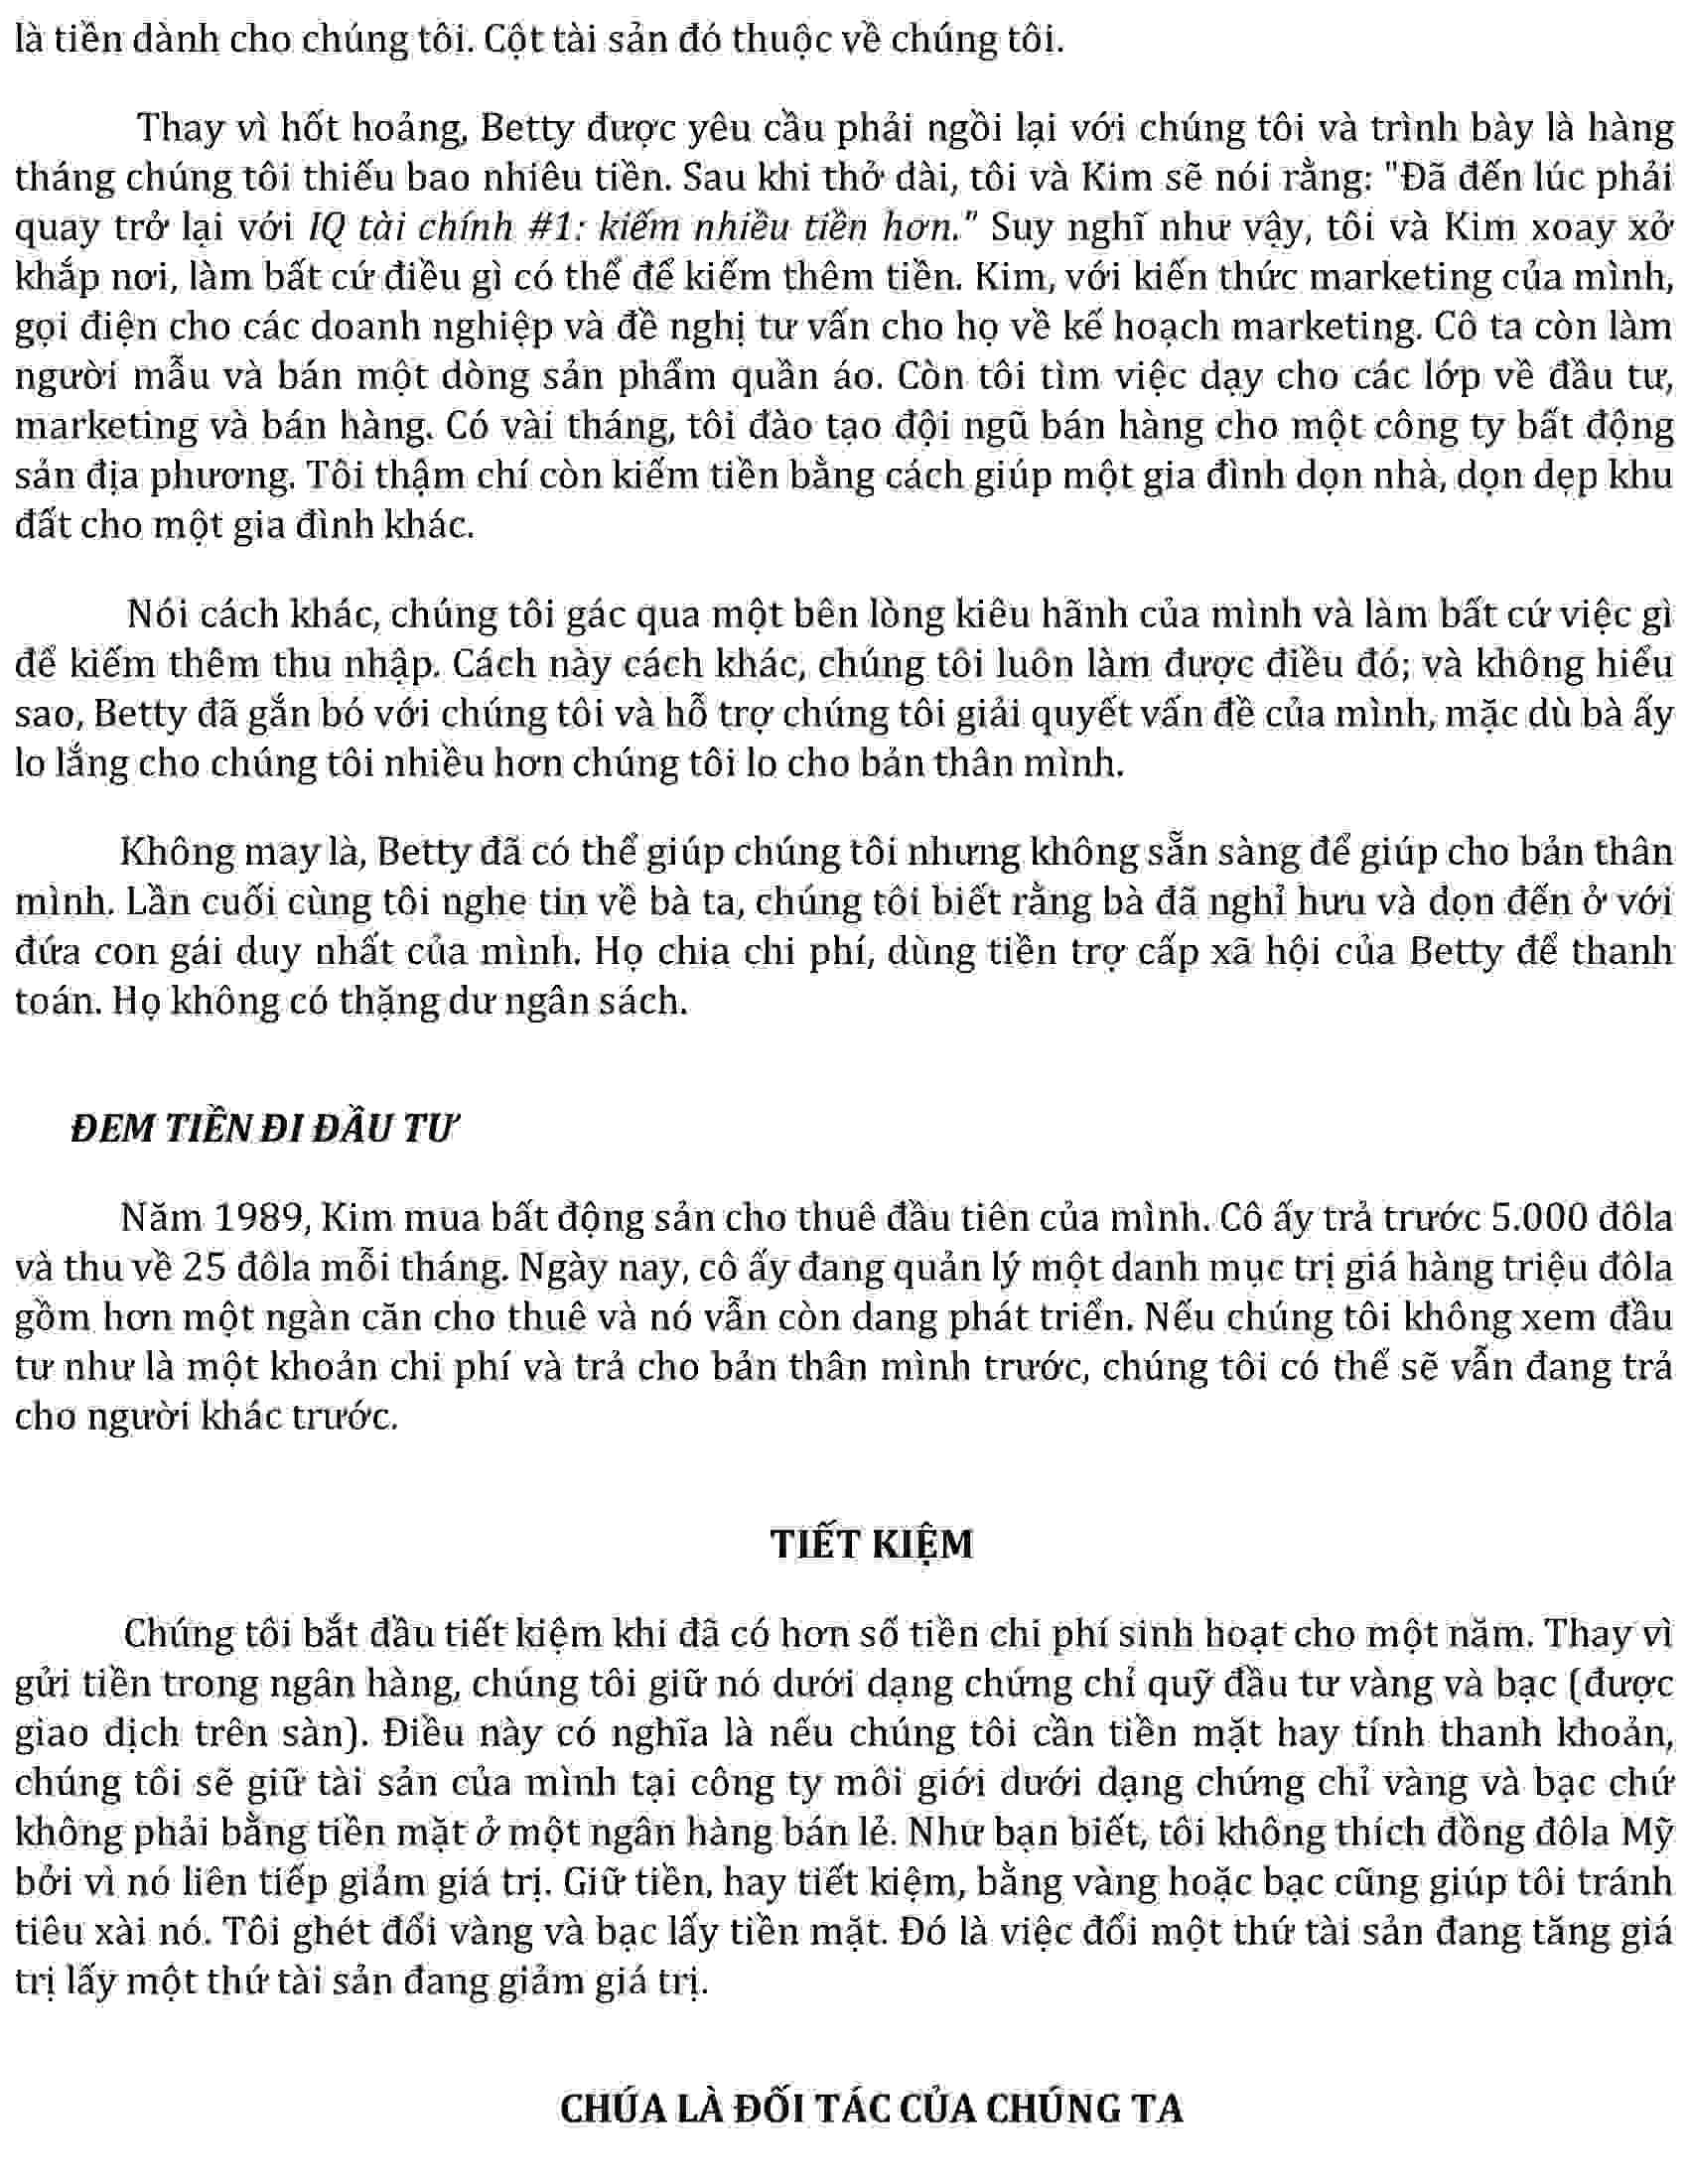 là tiền dành cho chúng tôi. Cột tài sản đó thuộc về chúng tôi.
Thay vì hốt hoảng, Betty được yêu cầu phải ngồi lại với chúng tôi và trình bày là hàng
tháng chúng tôi thiếu bao nhiêu tiền. Sau khi thở dài, tôi và Kim sẽ nói rằng: "Đã đến lúc phải
quay trở lại với IQ tài chính #1: kiếm nhiều tiền hơn." Suy nghĩ như vậy, tôi và Kim xoay xở
khắp nơi, làm bất cứ điều gì có thể để kiếm thêm tiền. Kim, với kiến thức marketing của mình,
gọi điện cho các doanh nghiệp và đề nghị tư vấn cho họ về kế hoạch marketing. Cô ta còn làm
người mẫu và bán một dòng sản phẩm quần áo. Còn tôi tìm việc dạy cho các lớp về đầu tư,
marketing và bán hàng. Có vài tháng, tôi đào tạo đội ngũ bán hàng cho một công ty bất động
sản địa phương. Tôi thậm chí còn kiếm tiền bằng cách giúp một gia đình dọn nhà, dọn dẹp khu
đất cho một gia đình khác.
Nói cách khác, chúng tôi gác qua một bên lòng kiêu hãnh của mình và làm bất cứ việc gì
để kiếm thêm thu nhập. Cách này cách khác, chúng tôi luôn làm được điều đó; và không hiểu
sao, Betty đã gắn bó với chúng tôi và hỗ trợ chúng tôi giải quyết vấn đề của mình, mặc dù bà ấy
lo lắng cho chúng tôi nhiều hơn chúng tôi lo cho bản thân mình.
Không may là, Betty đã có thể giúp chúng tôi nhưng không sẵn sàng để giúp cho bản thân
mình. Lần cuối cùng tôi nghe tin về bà ta, chúng tôi biết rằng bà đã nghỉ hưu và dọn đến ở với
đứa con gái duy nhất của mình. Họ chia chi phí, dùng tiền trợ cấp xã hội của Betty để thanh
toán. Họ không có thặng dư ngân sách.
ĐEM TIỀN ĐI ĐẦU TƯ
Năm 1989, Kim mua bất động sản cho thuê đầu tiên của mình. Cô ấy trả trước 5.000 đôla
và thu về 25 đôla mỗi tháng. Ngày nay, cô ấy đang quản lý một danh mục trị giá hàng triệu đôla
gồm hơn một ngàn căn cho thuê và nó vẫn còn dang phát triển. Nếu chúng tôi không xem đầu
tư như là một khoản chi phí và trả cho bản thân mình trước, chúng tôi có thể sẽ vẫn đang trả
cho người khác trước.
TIẾT KIỆM
Chúng tôi bắt đầu tiết kiệm khi đã có hơn số tiền chi phí sinh hoạt cho một năm. Thay vì
gửi tiền trong ngân hàng, chúng tôi giữ nó dưới dạng chứng chỉ quỹ đầu tư vàng và bạc (được
giao dịch trên sàn). Điều này có nghĩa là nếu chúng tôi cần tiền mặt hay tính thanh khoản,
chúng tôi sẽ giữ tài sản của mình tại công ty môi giới dưới dạng chứng chỉ vàng và bạc chứ
không phải bằng tiền mặt ở một ngân hàng bán lẻ. Như bạn biết, tôi không thích đồng đôla Mỹ
bởi vì nó liên tiếp giảm giá trị. Giữ tiền, hay tiết kiệm, bằng vàng hoặc bạc cũng giúp tôi tránh
tiêu xài nó. Tôi ghét đổi vàng và bạc lấy tiền mặt. Đó là việc đổi một thứ tài sản đang tăng giá
trị lấy một thứ tài sản đang giảm giá trị.
CHÚA LÀ ĐỐI TÁC CỦA CHÚNG TA